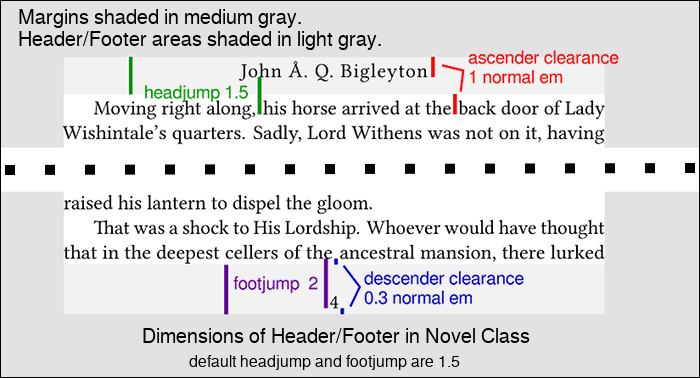 Margins shaded in medium gray.
Header/Footer areas shaded in light gray.
John Å. Q. Bigleyton
ascender clearance
1 normal em
headjump 1.5
Moving right along, his horse arrived at the back door of Lady
Wishintale's quarters. Sadly, Lord Withens was not on it, having
raised his lantern to dispel the gloom.
That was a shock to His Lordship. Whoever would have thought
that in the deepest cellers of the ancestral mansion, there lurked
footjump 2
4
descender clearance
0.3 normal em
Dimensions of Header/Footer in Novel Class
default headjump and footjump are 1.5